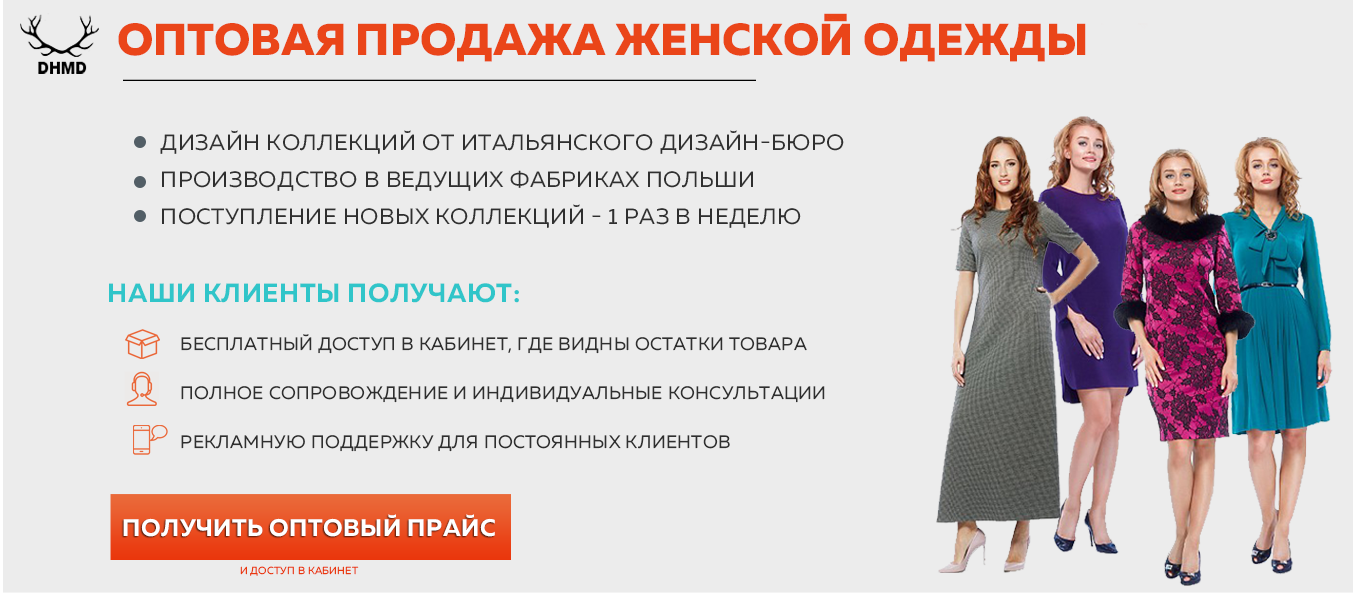 DHMD
ОПТОВАЯ ПРОДАЖА ЖЕНСКОЙ ОДЕЖДЫ
ДИЗАЙН КОЛЛЕКЦИЙ ОТ ИТАЛЬЯНСКОГО ДИЗАЙН-БЮРО
ПРОИЗВОДСТВО В ВЕДУЩИХ ФАБРИКАХ ПОЛЬШИ
ПОСТУПЛЕНИЕ НОВЫХ КОЛЛЕКЦИЙ - 1 РАЗ В НЕДЕЛЮ
НАШИ КЛИЕНТЫ ПОЛУЧАЮТ:
БЕСПЛАТНЫЙ ДОСТУП В КАБИНЕТ, ГДЕ ВИДНЫ ОСТАТКИ ТОВАРА
ПОЛНОЕ СОПРОВОЖДЕНИЕ И ИНДИВИДУАЛЬНЫЕ КОНСУЛЬТАЦИИ
РЕКЛАМНУЮ ПОДДЕРЖКУ ДЛЯ ПОСТОЯННЫХ КЛИЕНТОВ
ПОЛУЧИТЬ ОПТОВЫЙ ПРАЙС
И ДОСТУП В КАБИНЕТ